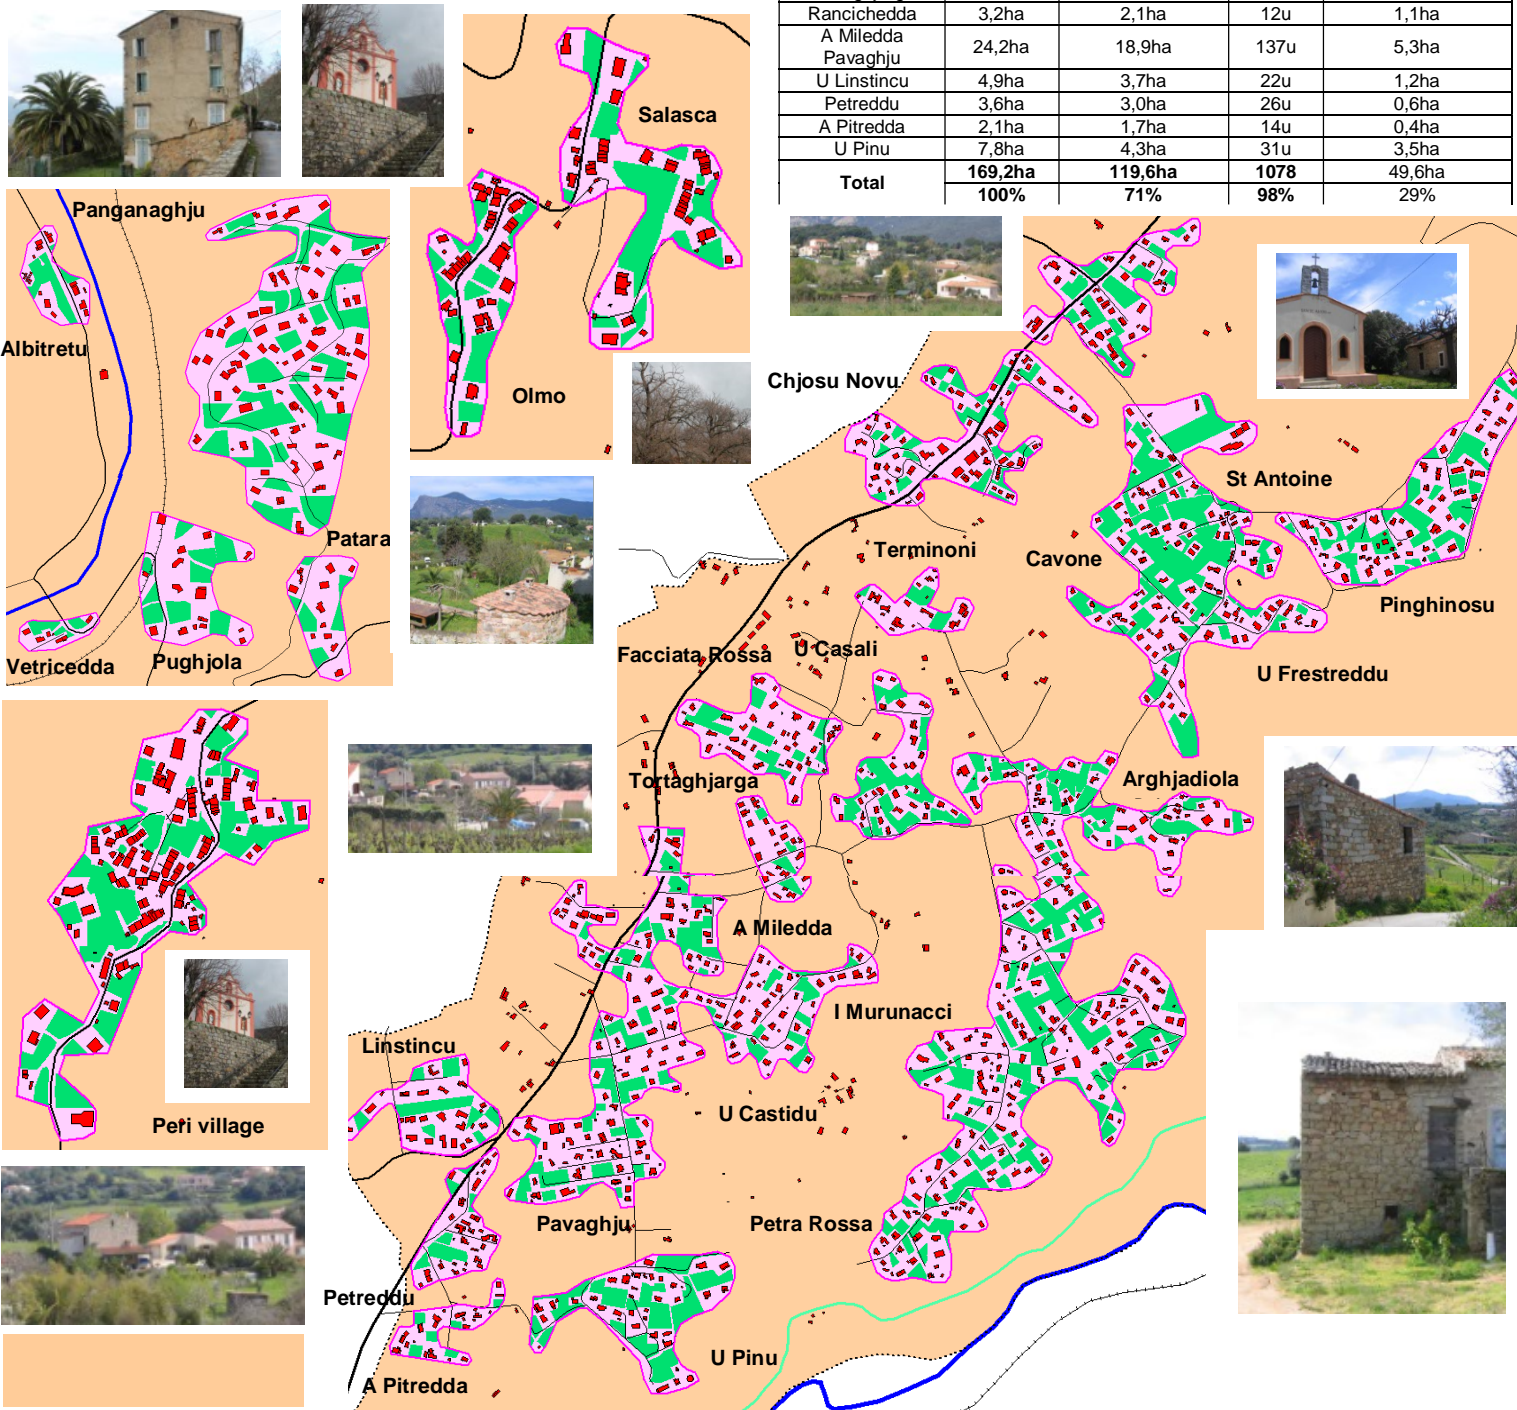 Rancichedda 3,2ha 2,1ha 12u 1,1ha
A Miledda
Pavaghju 24,2ha 18,9ha 137u 5,3ha
U Linstincu 4,9ha 3,7ha 22u 1,2ha
Petreddu 3,6ha 3,0ha 26u 0,6ha
A Pitredda 2,1ha 1,7ha 14u 0,4ha
U Pinu 7,8ha 4,3ha 31u 3,5ha
Total 169,2ha 119,6ha 1078 49,6ha
100% 71% 98% 29%
Salasca
Panganaghju
Albitretu
Olmo
Chjosu Novu
St Antoine
Patara
Terminoni
Cavone
Pinghinosu
Vetricedda
Pughjola
Facciata Rossa
U Casali
U Frestreddu
Tortaghjarga
Arghjadiola
A Miledda
I Murunacci
Linstincu
U Castidu
Peri village
Pavaghju
Petra Rossa
Petreddu
U Pinu
A Pitredda